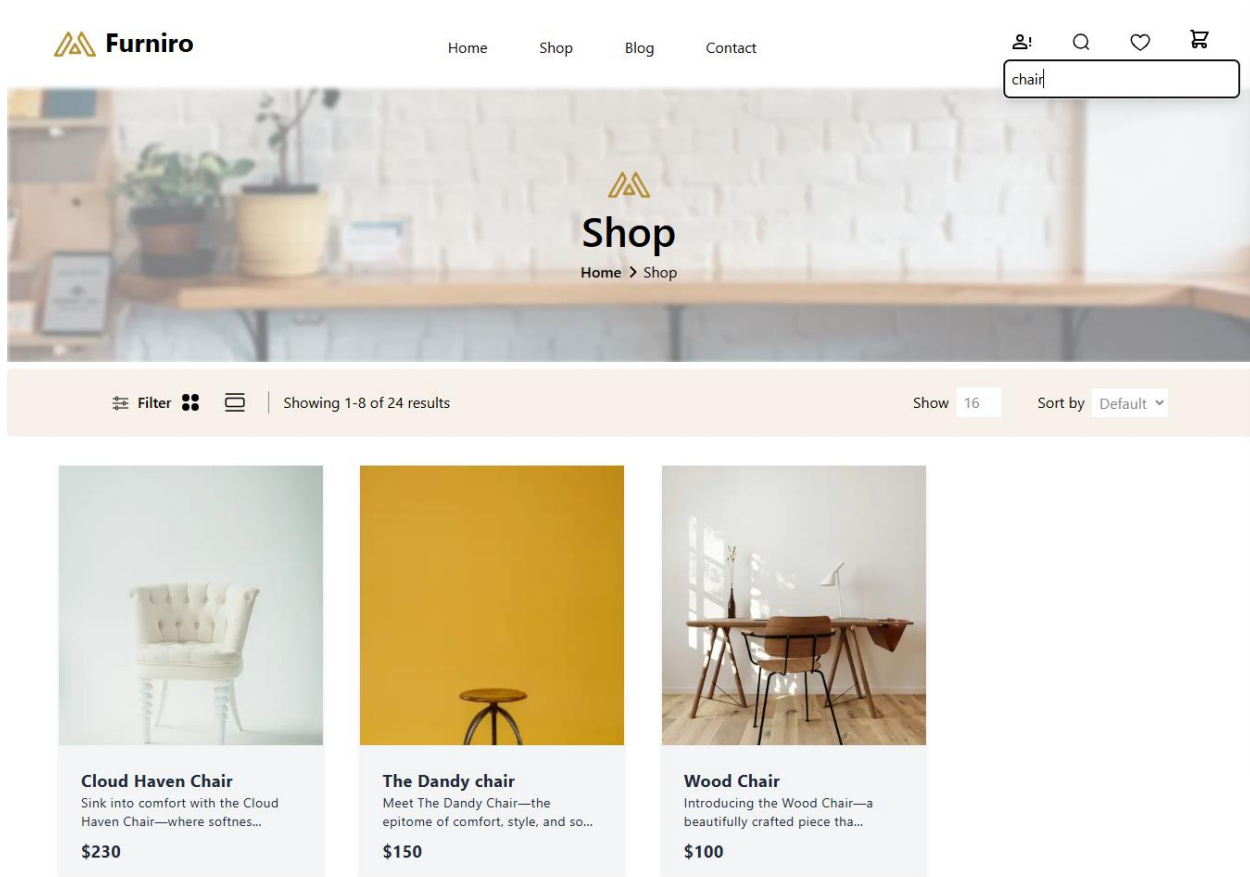 Furniro
Home Shop Blog Contact
chair
Shop
Home Shop
Filter Showing 1-8 of 24 results Show 16 Sort by Default
Cloud Haven Chair
Sink into comfort with the Cloud
Haven Chair—where softnes...
$230
The Dandy chair
Meet The Dandy Chair—the
epitome of comfort, style, and so...
$150
Wood Chair
Introducing the Wood Chair—a
beautifully crafted piece tha...
$100